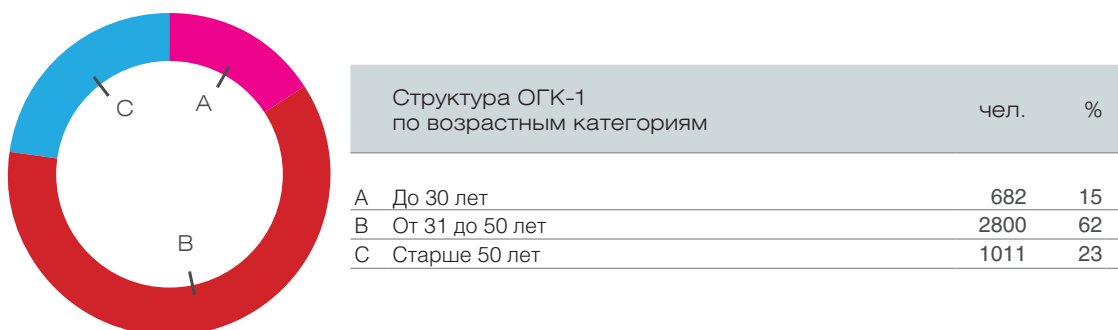 C
A
B
Структура ОГК-1
по возрастным категориям
чел.
%
A До 30 лет 682 15
B От 31 до 50 лет 2800 62
C Старше 50 лет 1011 23